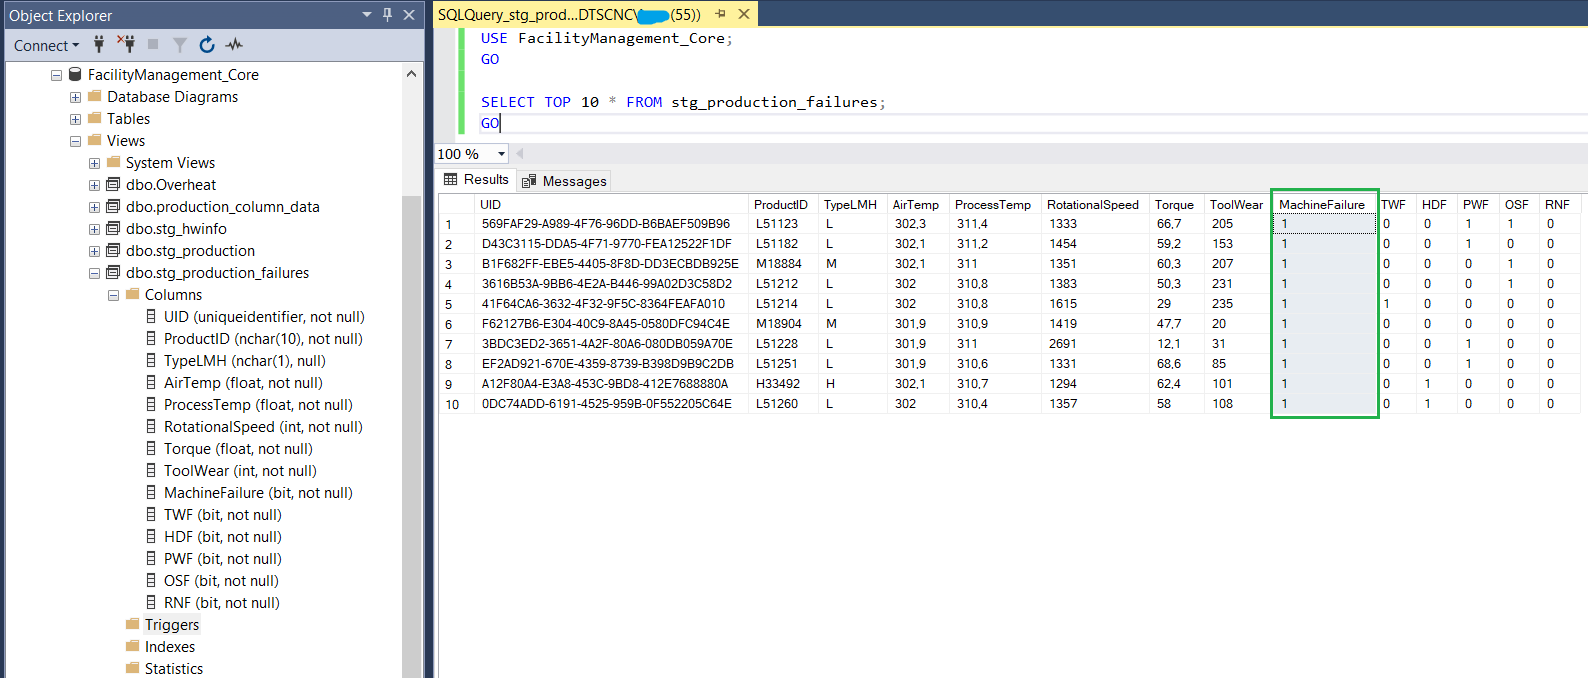 Object Explorer
Connect
FacilityManagement_Core
Database Diagrams
Tables
Views
System Views
dbo.Overheat
dbo.production_column_data
dbo.stg_hwinfo
dbo.stg_production
dbo.stg_production_failures
Columns
UID (uniqueidentifier, not null)
ProductID (nchar(10), not null)
TypeLMH (nchar(1), null)
AirTemp (float, not null)
ProcessTemp (float, not null)
RotationalSpeed (int, not null)
Torque (float, not null)
ToolWear (int, not null)
MachineFailure (bit, not null)
TWF (bit, not null)
HDF (bit, not null)
PWF (bit, not null)
OSF (bit, not null)
RNF (bit, not null)
Triggers
Indexes
Statistics
SQLQuery_stg_prod...DTSCNC\ (55))
USE FacilityManagement_Core;
GO
SELECT TOP 10 * FROM stg_production_failures;
GO
100 %
Results Messages
UID ProductID TypeLMH AirTemp ProcessTemp RotationalSpeed Torque ToolWear MachineFailure TWF HDF PWF OSF RNF
1 569FAF29-A989-4F76-96DD-B6BAEF509B96 L51123 L 302,3 311,4 1333 66,7 205 1 0 0 1 1 0
2 D43C3115-DDA5-4F71-9770-FEA12522F1DF L51182 L 302,1 311,2 1454 59,2 153 1 0 0 1 0 0
3 B1F682FF-EBE5-4405-8F8D-DD3ECBDB925E M18884 M 302,1 311 1351 60,3 207 1 0 0 0 1 0
4 3616B53A-9BB6-4E2A-B446-99A02D3C58D2 L51212 L 302 310,8 1383 50,3 231 1 0 0 0 1 0
5 41F64CA6-3632-4F32-9F5C-8364FEAFA010 L51214 L 302 310,8 1615 29 235 1 1 0 0 0 0
6 F62127B6-E304-40C9-8A45-0580DFC94C4E M18904 M 301,9 310,9 1419 47,7 20 1 0 0 0 0 0
7 3BDC3ED2-3651-4A2F-80A6-080DB059A70E L51228 L 301,9 311 2691 12,1 31 1 0 0 1 0 0
8 EF2AD921-670E-4359-8739-B398D9B9C2DB L51251 L 301,9 310,6 1331 68,6 85 1 0 0 1 0 0
9 A12F80A4-E3A8-453C-9BD8-412E7688880A H33492 H 302,1 310,7 1294 62,4 101 1 0 1 0 0 0
10 0DC74ADD-6191-4525-959B-0F552205C64E L51260 L 302 310,4 1357 58 108 1 0 1 0 0 0